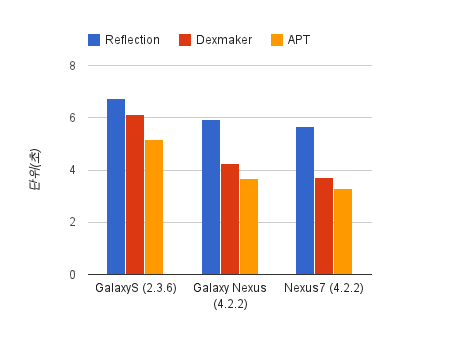 Reflection Dexmaker APT
8
6
4
2
0
단위(초)
GalaxyS (2.3.6) Galaxy Nexus Nexus7 (4.2.2)
(4.2.2)